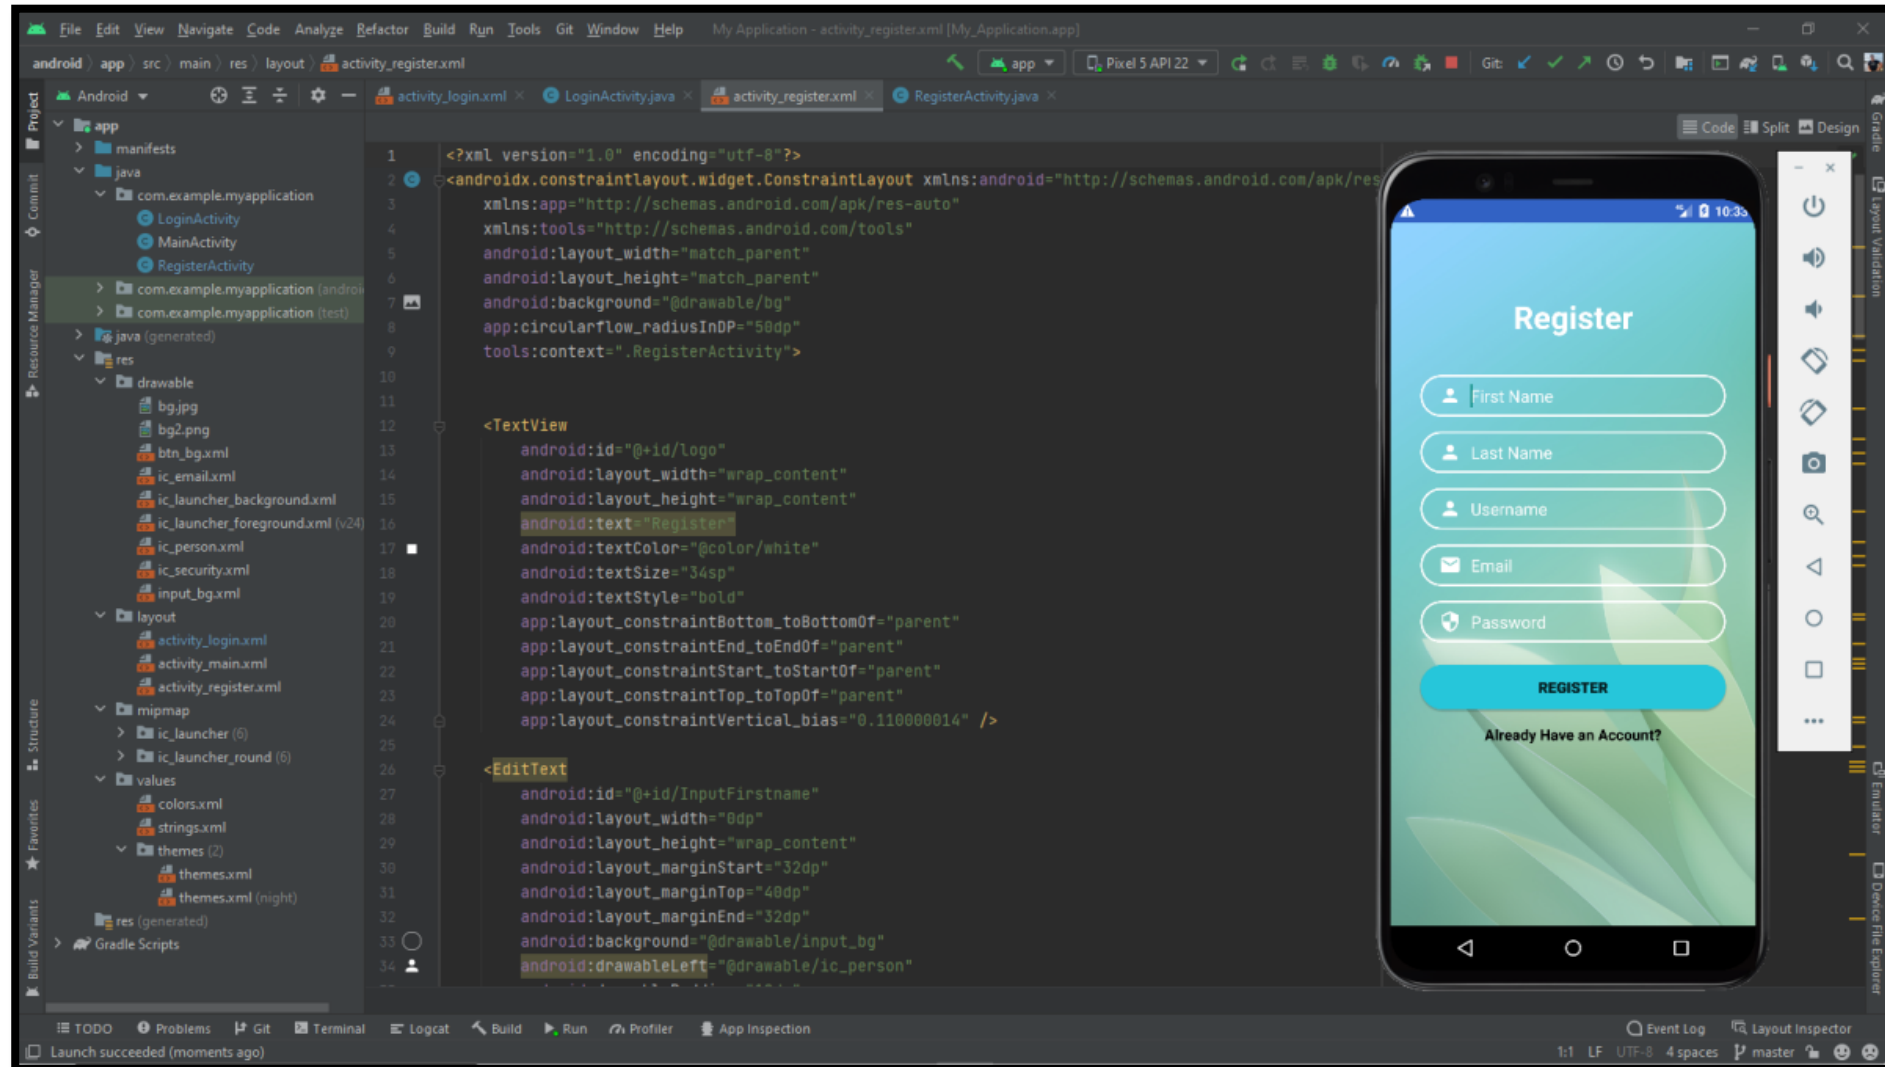 File Edit View Navigate Code Analyze Refactor Build Run Tools Git Window Help My Application - activity_register.xml [My_Application.app]
android app src main res layout activity_register.xml
app Pixel 5 API 22 Git:
Project
Commit
Resource Manager
Structure
Favorites
Build Variants
Android
app
manifests
java
com.example.myapplication
LoginActivity
MainActivity
RegisterActivity
com.example.myapplication
com.example.myapplication (test)
java (generated)
res
drawable
bg.jpg
bg2.png
btn_bg.xml
ic_email.xml
ic_launcher_background.xml
ic_launcher_foreground.xml (v24)
ic_person.xml
ic_security.xml
input_bg.xml
layout
activity_login.xml
activity_main.xml
activity_register.xml
mipmap
ic_launcher (6)
ic_launcher_round (6)
values
colors.xml
strings.xml
themes (2)
themes.xml
themes.xml (night)
res (generated)
Gradle Scripts
activity_login.xml LoginActivity.java activity_register.xml RegisterActivity.java
Code Split Design
1 <?xml version="1.0" encoding="utf-8"?>
2 <androidx.constraintlayout.widget.ConstraintLayout xmlns:android="http://schemas.android.com/apk/res
3 xmlns:app="http://schemas.android.com/apk/res-auto"
4 xmlns:tools="http://schemas.android.com/tools"
5 android:layout_width="match_parent"
6 android:layout_height="match_parent"
7 android:background="@drawable/bg"
8 app:circularflow_radiusInDP="50dp"
9 tools:context=".RegisterActivity">
10
11
12 <TextView
13 android:id="@+id/logo"
14 android:layout_width="wrap_content"
15 android:layout_height="wrap_content"
16 android:text="Register"
17 android:textColor="@color/white"
18 android:textSize="34sp"
19 android:textStyle="bold"
20 app:layout_constraintBottom_toBottomOf="parent"
21 app:layout_constraintEnd_toEndOf="parent"
22 app:layout_constraintStart_toStartOf="parent"
23 app:layout_constraintTop_toTopOf="parent"
24 app:layout_constraintVertical_bias="0.110000014" />
25
26 <EditText
27 android:id="@+id/InputFirstname"
28 android:layout_width="0dp"
29 android:layout_height="wrap_content"
30 android:layout_marginStart="32dp"
31 android:layout_marginTop="40dp"
32 android:layout_marginEnd="32dp"
33 android:background="@drawable/input_bg"
34 android:drawableLeft="@drawable/ic_person"
10:33
Register
First Name
Last Name
Username
Email
Password
REGISTER
Already Have an Account?
Gradle
Layout Validation
Emulator
Device File Explorer
TODO Problems Git Terminal Logcat Build Run Profiler App Inspection Event Log Layout Inspector
Launch succeeded (moments ago) 1:1 LF UTF-8 4 spaces master